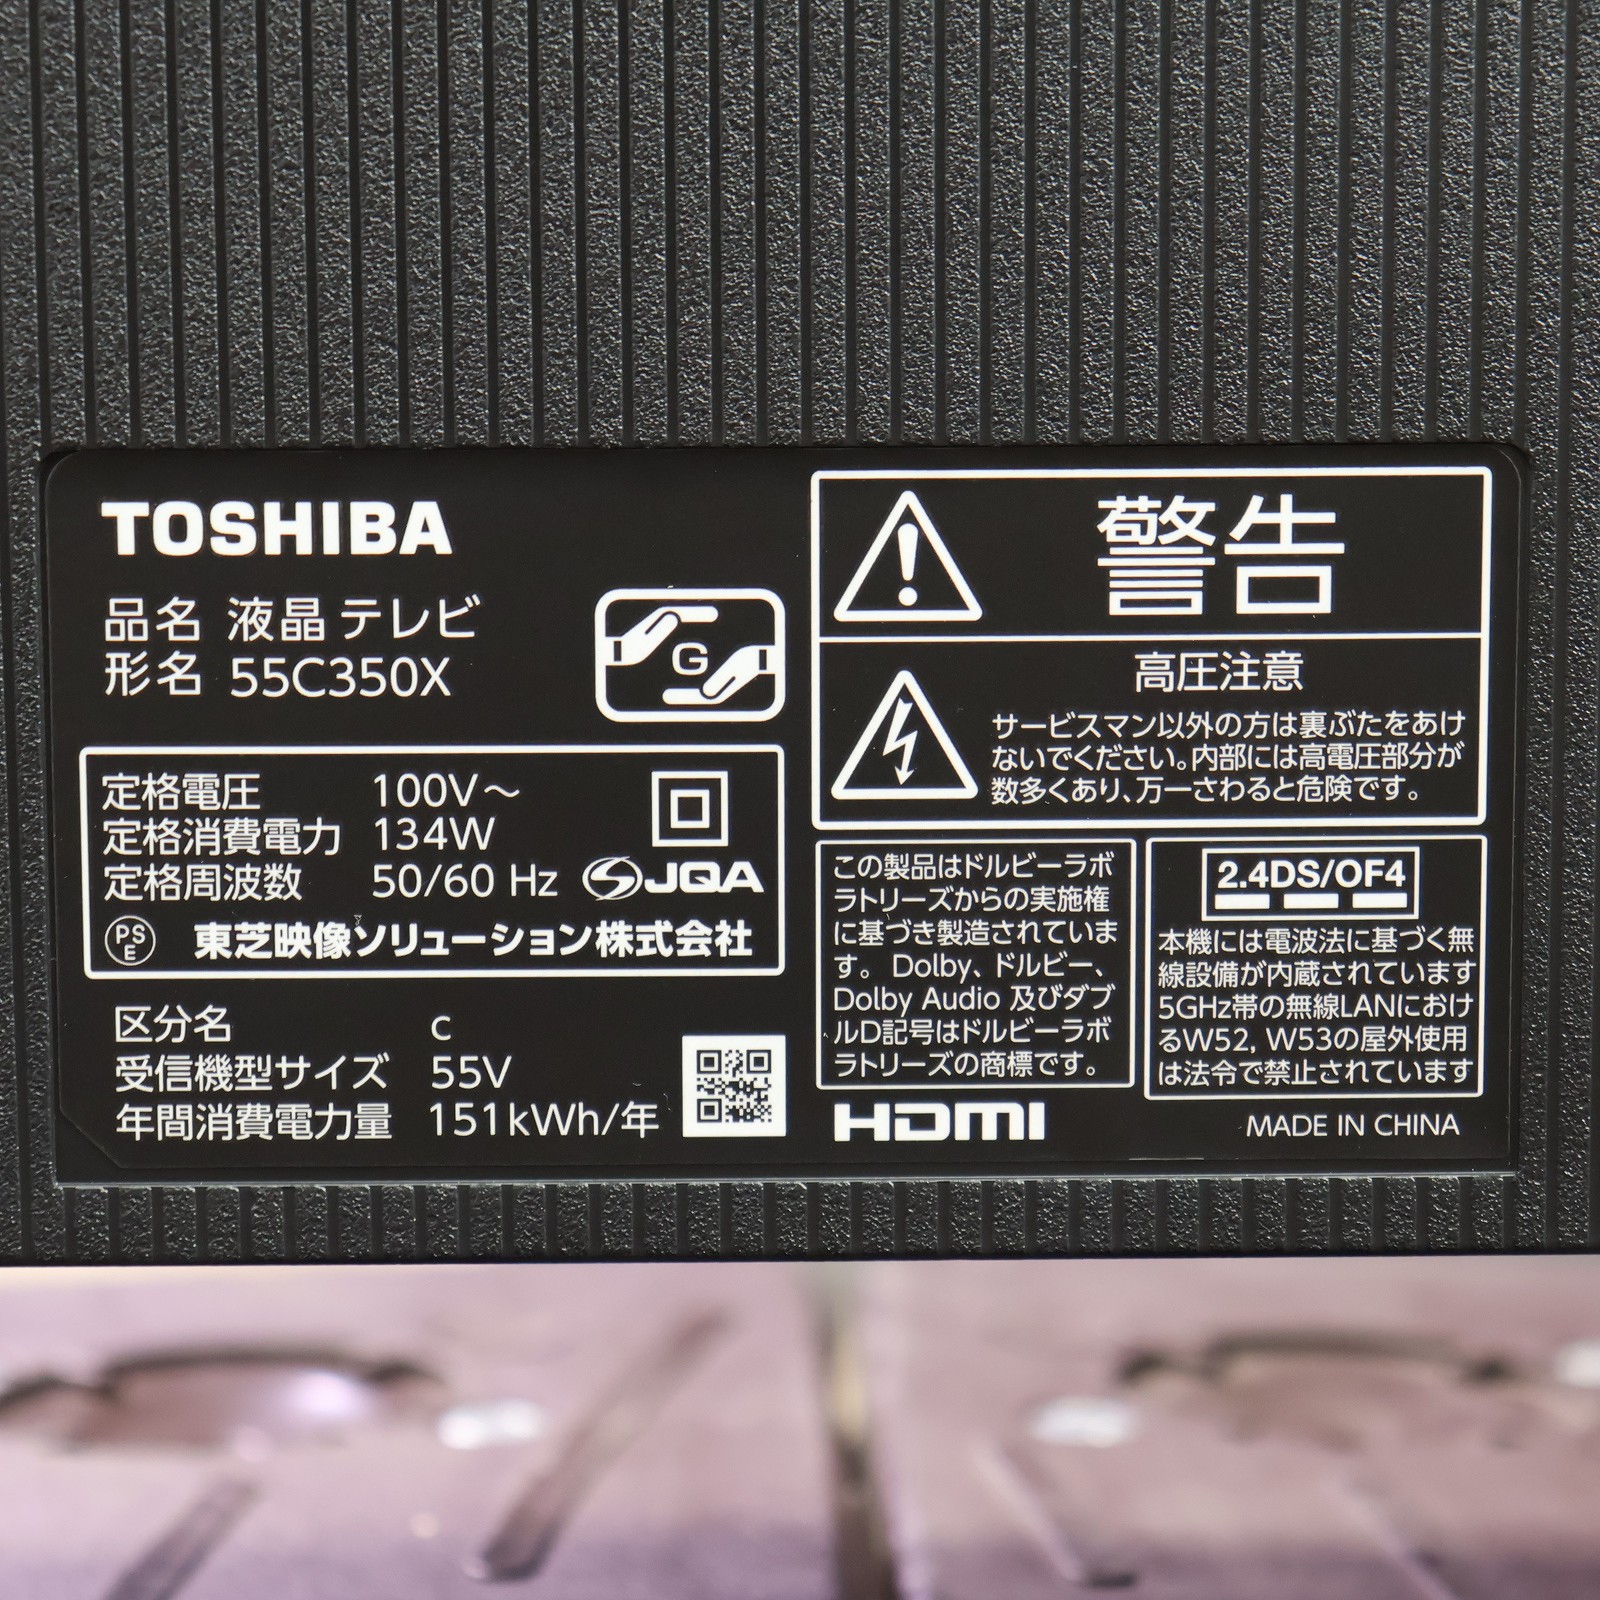 TOSHIBA
品名 液晶テレビ
形名 55C350X
G
定格電圧 100V～
定格消費電力 134W
定格周波数 50/60 Hz
JQA
PSE 東芝映像ソリューション株式会社
区分名 c
受信機型サイズ 55V
年間消費電力量 151kWh/年
警告
高圧注意
サービスマン以外の方は裏ぶたをあけ
ないでください。内部には高電圧部分が
数多くあり、万一さわると危険です。
この製品はドルビーラボ
ラトリーズからの実施権
に基づき製造されていま
す。Dolby、ドルビー、
Dolby Audio 及びダブ
ルD記号はドルビーラボ
ラトリーズの商標です。
HDMI
2.4DS/OF4
本機には電波法に基づく無
線設備が内蔵されています
5GHz帯の無線LANにおけ
るW52, W53の屋外使用
は法令で禁止されています
MADE IN CHINA